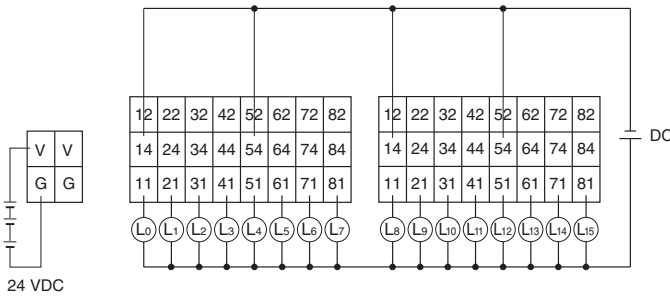 12 22 32 42 52 62 72 82 12 22 32 42 52 62 72 82
V V 14 24 34 44 54 64 74 84 14 24 34 44 54 64 74 84 DC
G G 11 21 31 41 51 61 71 81 11 21 31 41 51 61 71 81
L0 L1 L2 L3 L4 L5 L6 L7 L8 L9 L10 L11 L12 L13 L14 L15
24 VDC